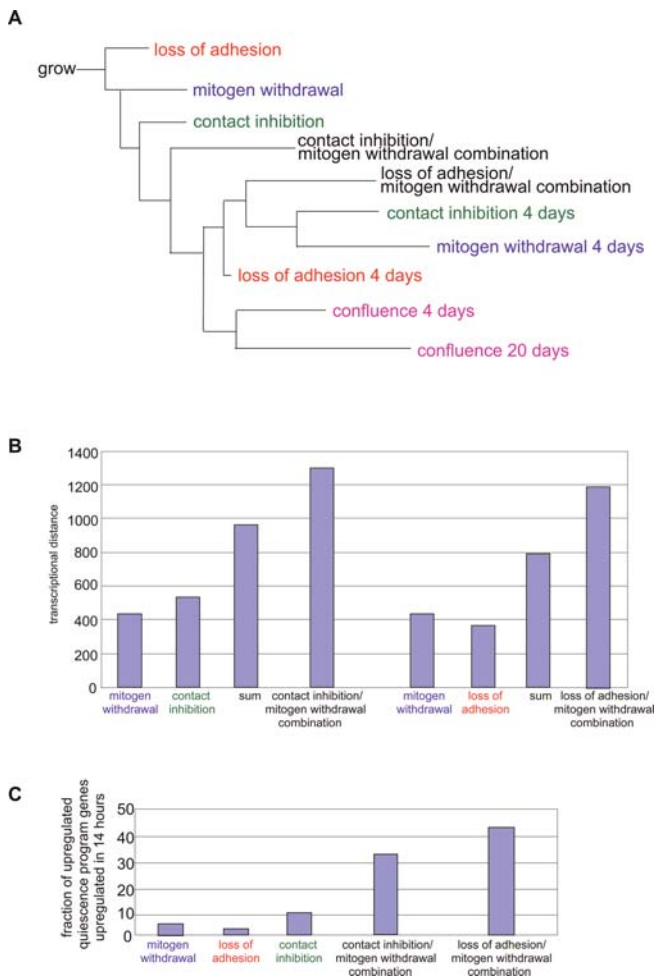 A
loss of adhesion
grow
mitogen withdrawal
contact inhibition
contact inhibition/
mitogen withdrawal combination
loss of adhesion/
mitogen withdrawal combination
contact inhibition 4 days
mitogen withdrawal 4 days
loss of adhesion 4 days
confluence 4 days
confluence 20 days
B
transcriptional distance
1400
1200
1000
800
600
400
200
0
mitogen
withdrawal
contact
inhibition
sum
contact inhibition/
mitogen withdrawal
combination
mitogen
withdrawal
loss of
adhesion
sum
loss of adhesion/
mitogen withdrawal
combination
C
fraction of upregulated
quiescence program genes
upregulated in 14 hours
50
40
30
20
10
0
mitogen
withdrawal
loss of
adhesion
contact
inhibition
contact inhibition/
mitogen withdrawal
combination
loss of adhesion/
mitogen withdrawal
combination